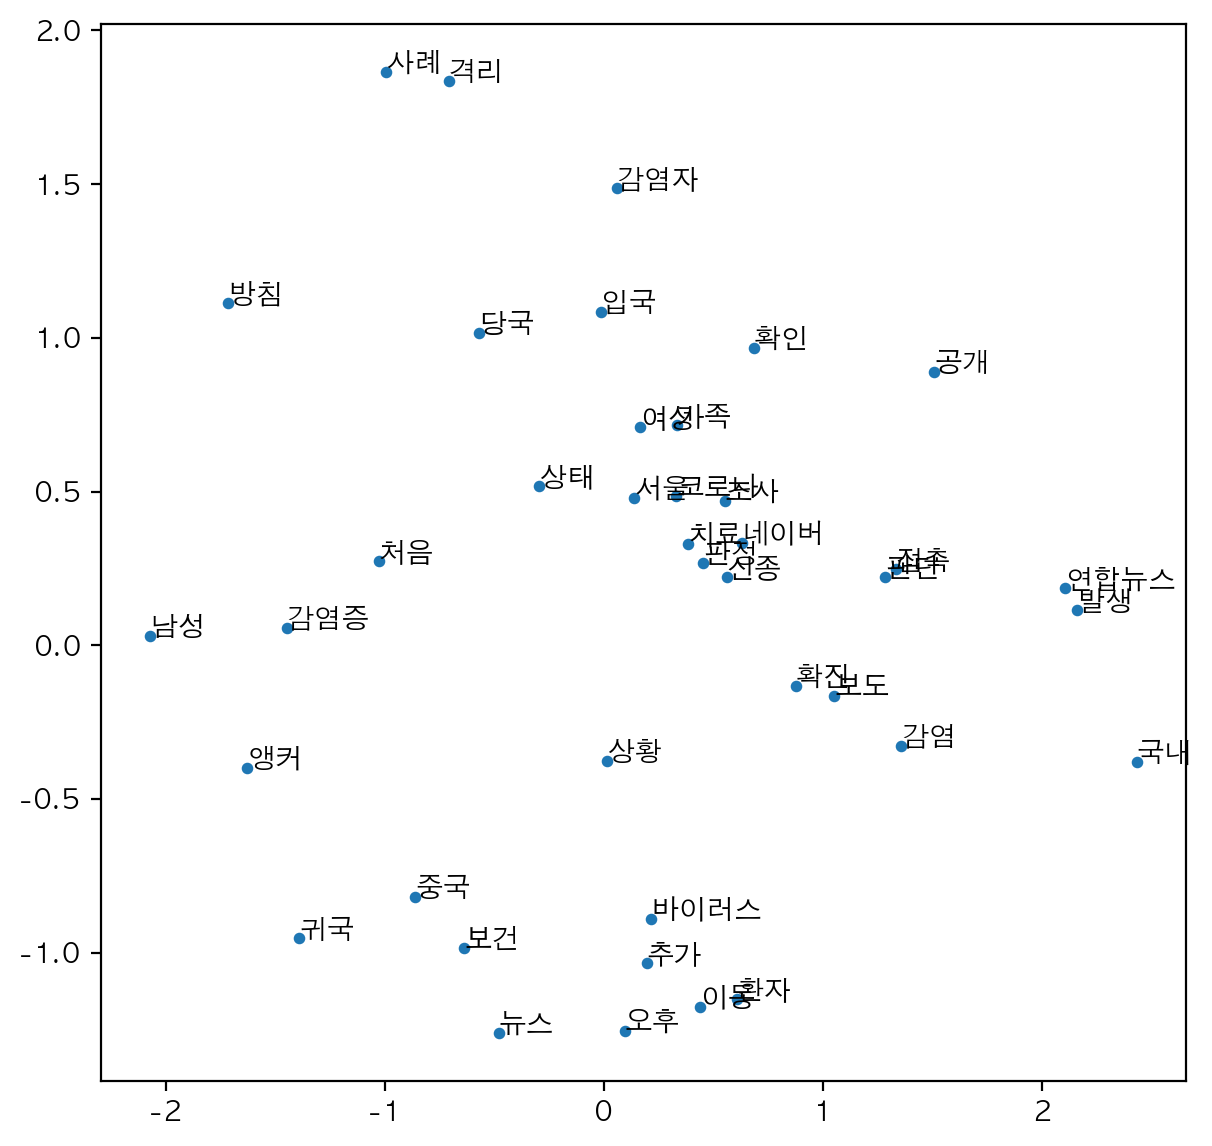 2.0
사례
격리
감염자
1.5
방침
입국
당국
1.0
확인
공개
여성
가족
상태
서울
코로나
조사
0.5
치료
네이버
판정
신종
접촉
판단
처음
연합뉴스
발생
감염증
남성
0.0
확진
보도
감염
상황
국내
앵커
-0.5
중국
바이러스
귀국
보건
추가
-1.0
이동
환자
뉴스
오후
-2
-1
0
1
2